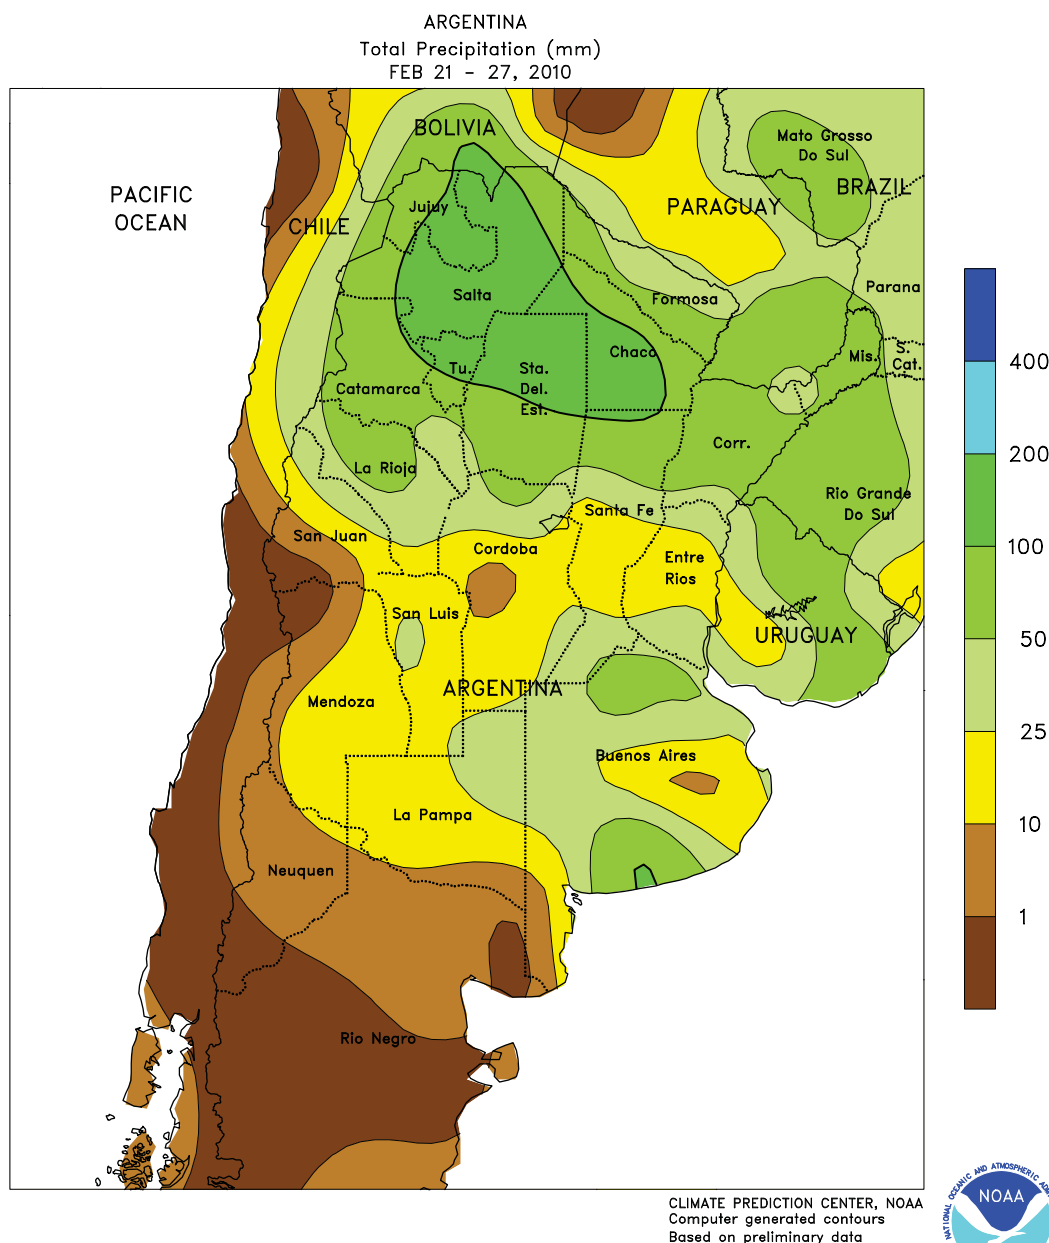 ARGENTINA
Total Precipitation (mm)
FEB 21 - 27, 2010
BOLIVIA
Mato Grosso
Do Sul
PACIFIC
OCEAN
BRAZIL
Jujuy
PARAGUAY
CHILE
Salta
Formosa
Parana
Chaco
Mis.
S.
Cat.
Tu.
Sta.
Del.
Est.
Catamarca
400
Corr.
La Rioja
200
Rio Grande
Do Sul
Santa Fe
San Juan
Cordoba
Entre
Rios
100
San Luis
URUGUAY
50
ARGENTINA
Mendoza
25
Buenos Aires
La Pampa
10
Neuquen
1
Rio Negro
CLIMATE PREDICTION CENTER, NOAA
Computer generated contours
Based on preliminary data
NATIONAL OCEANIC AND ATMOSPHERIC
NOAA